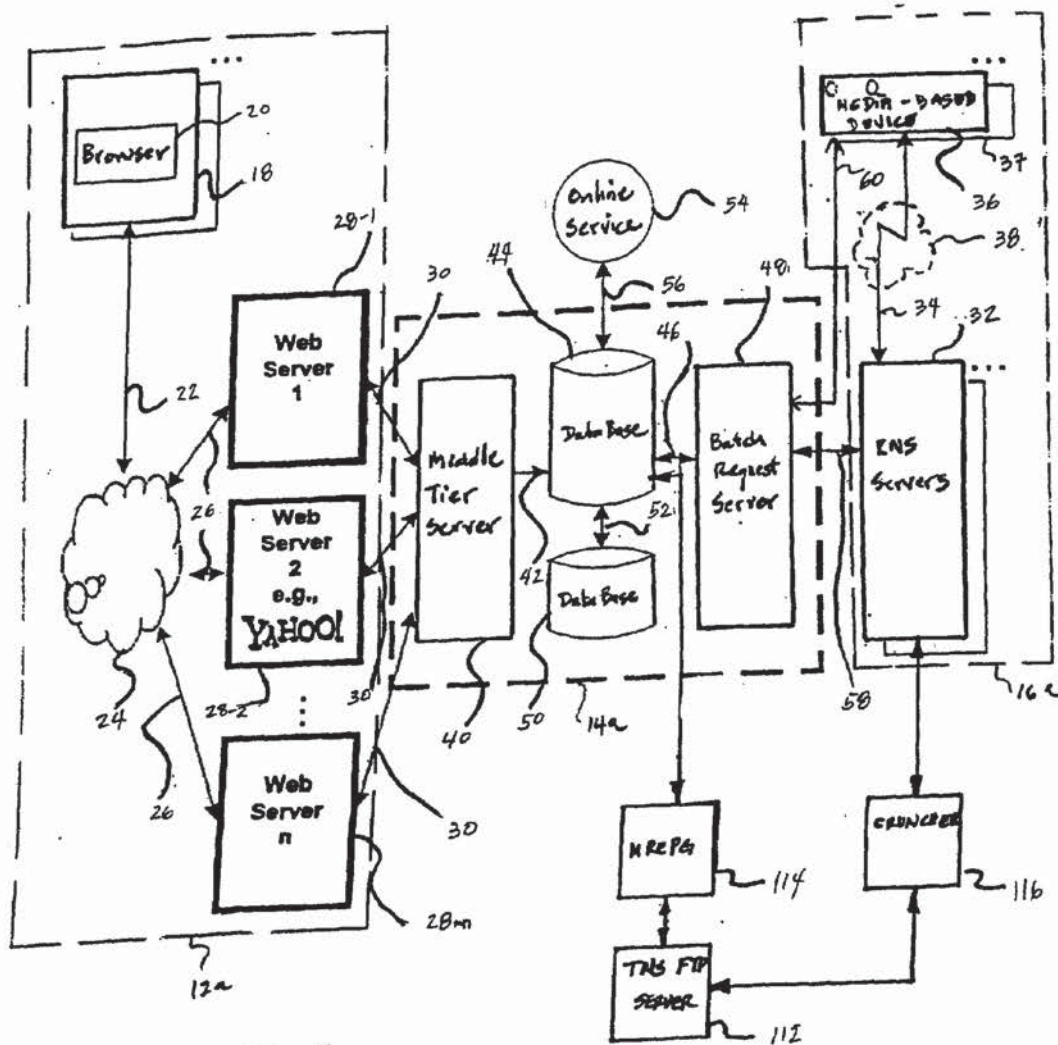 ...
...
20
Browser
18
O
MEDIA-BASED
DEVICE
37
60
36
Online
Service
54
28-1
30
44
56
48
38
34
32
...
46
Web
Server
1
22
26
Middle
Tier
Server
Data Base
Batch
Request
Server
ENS
Servers
Web
Server
2
e.g.,
YAHOO!
42
52
Data Base
24
28-2
30
40
50
14a
58
16a
26
Web
Server
n
30
28-n
12a
MREPG
114
CRUNCHER
116
TNS FTP
SERVER
112